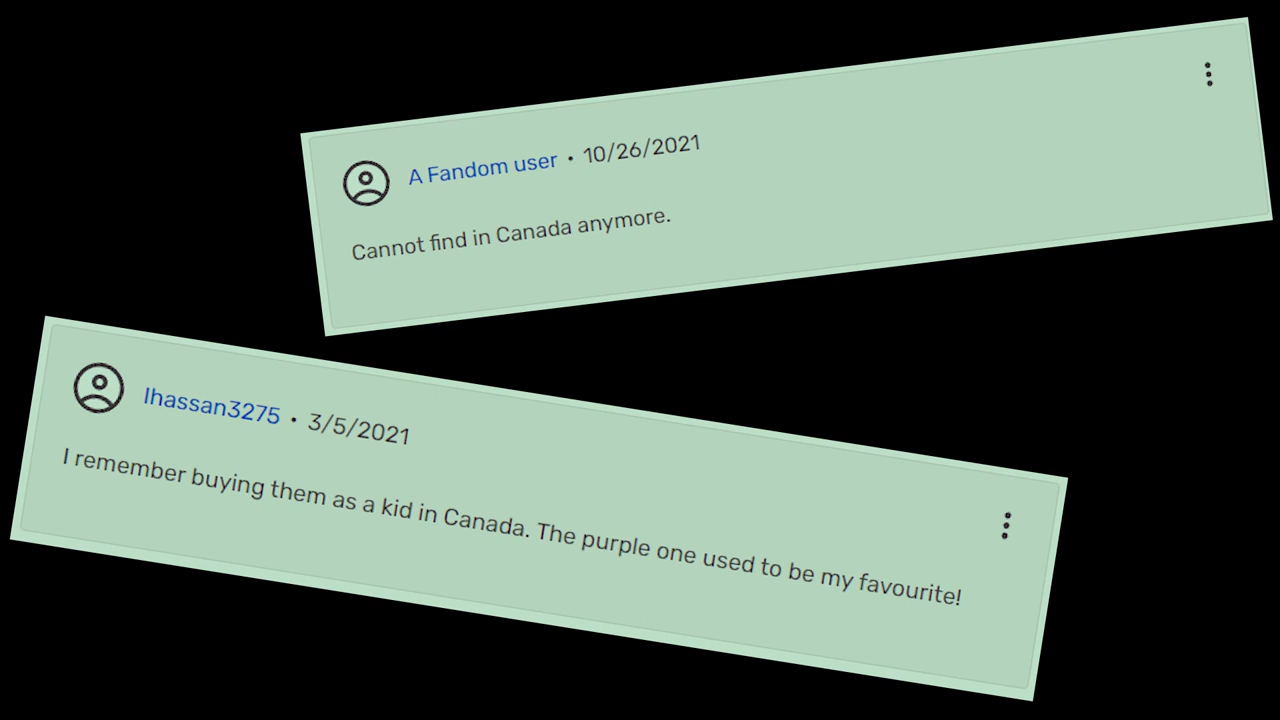 A Fandom user • 10/26/2021
Cannot find in Canada anymore.
lhassan3275 • 3/5/2021
I remember buying them as a kid in Canada. The purple one used to be my favourite!